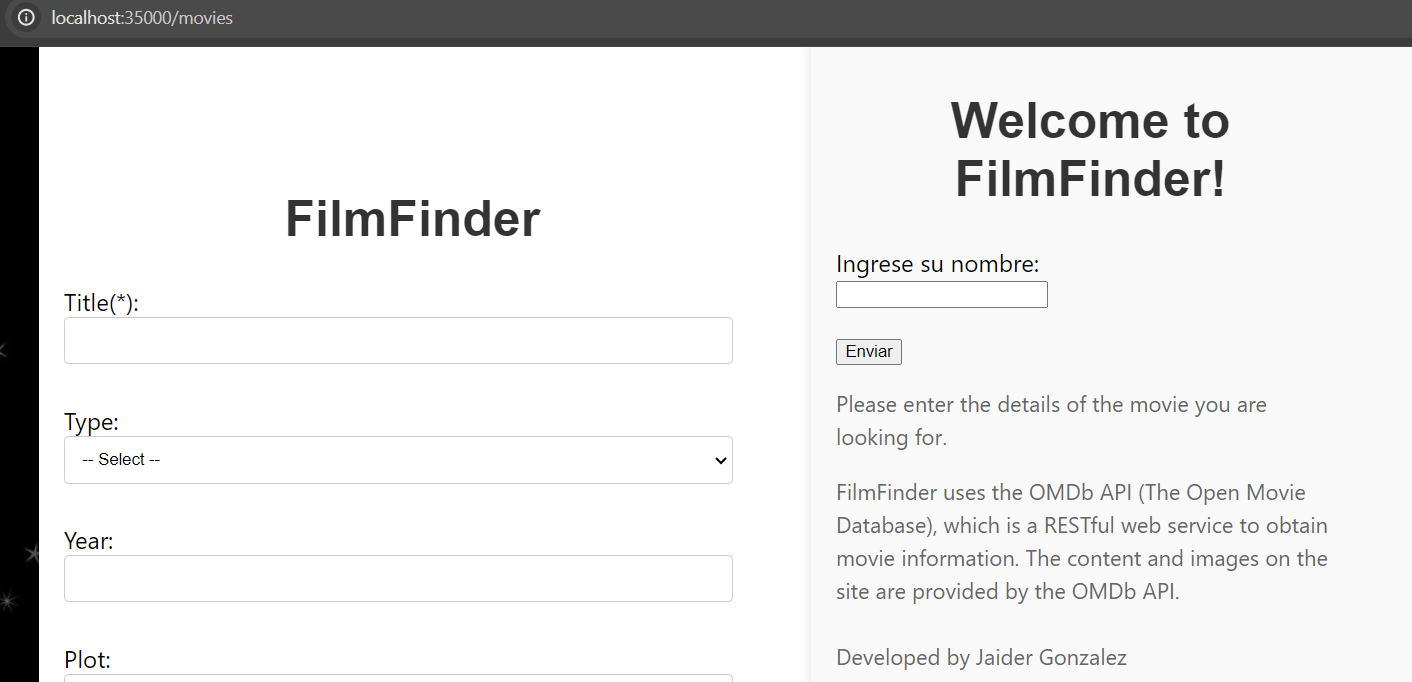 localhost:35000/movies
FilmFinder
Title(*):
Type:
-- Select --
Year:
Plot:
Welcome to
FilmFinder!
Ingrese su nombre:
Enviar
Please enter the details of the movie you are
looking for.
FilmFinder uses the OMDb API (The Open Movie
Database), which is a RESTful web service to obtain
movie information. The content and images on the
site are provided by the OMDb API.
Developed by Jaider Gonzalez